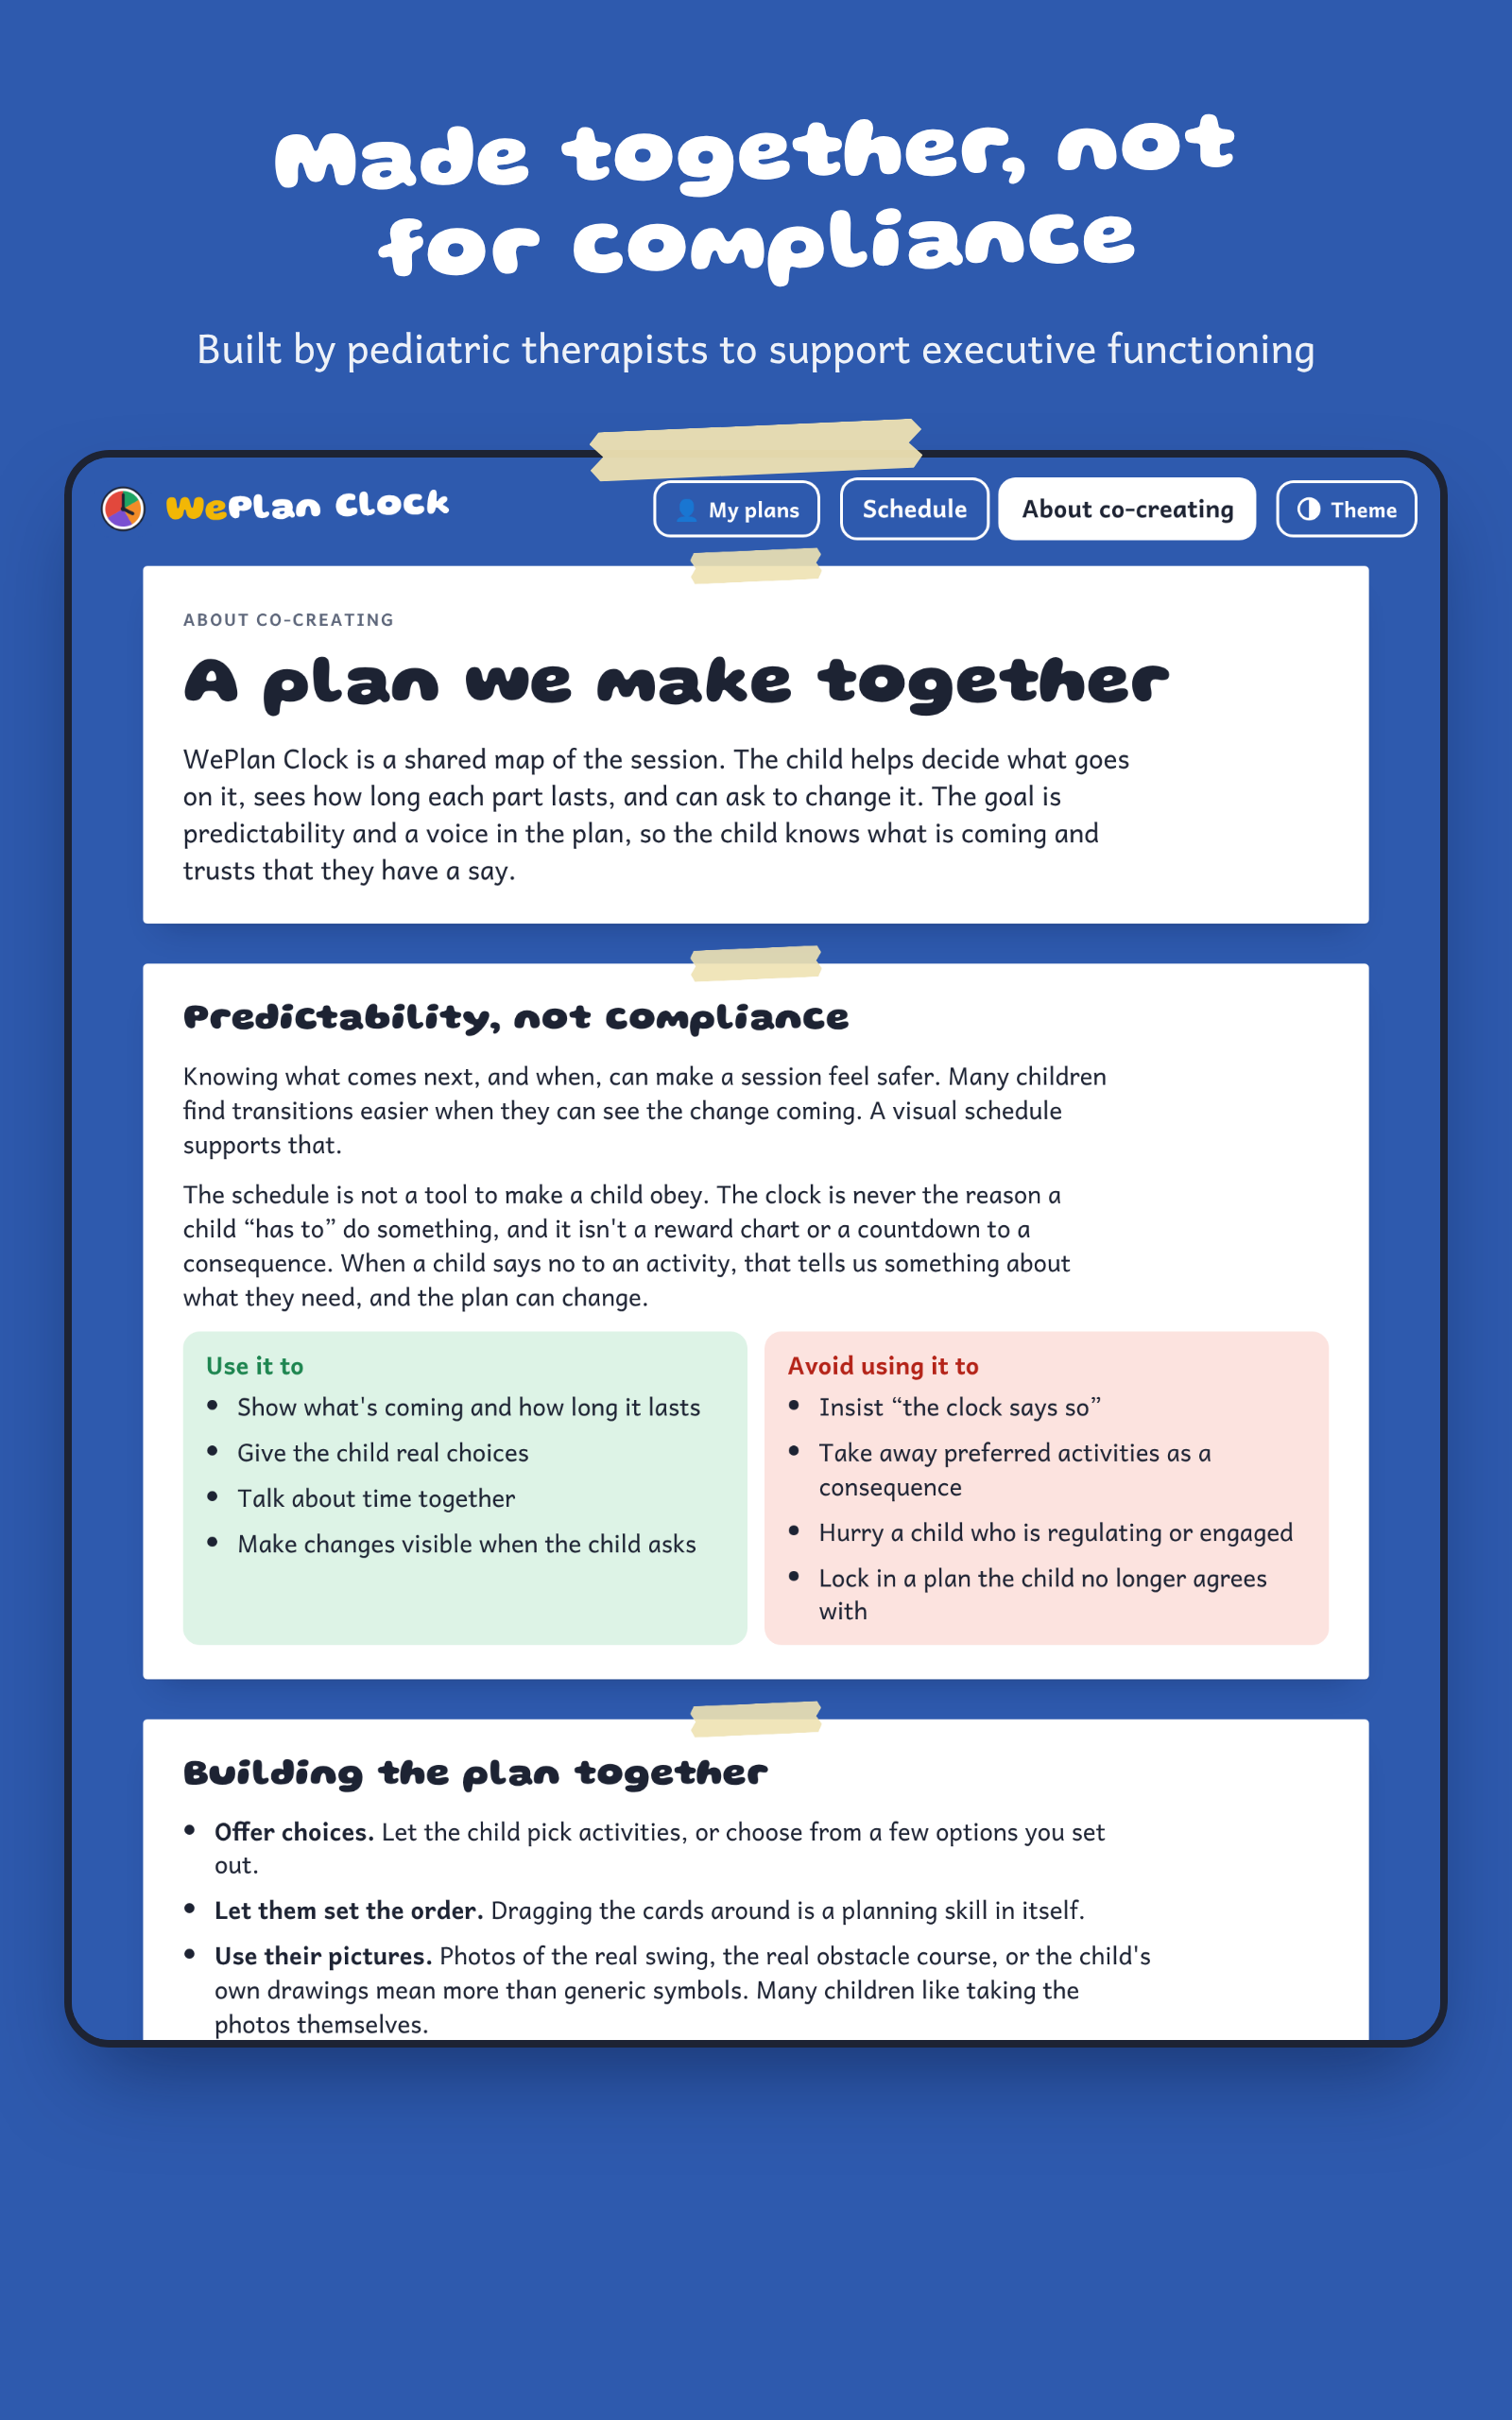 Made together, not
for compliance
Built by pediatric therapists to support executive functioning
WePlan Clock
My plans
Schedule
About co-creating
Theme
ABOUT CO-CREATING
A plan we make together
WePlan Clock is a shared map of the session. The child helps decide what goes
on it, sees how long each part lasts, and can ask to change it. The goal is
predictability and a voice in the plan, so the child knows what is coming and
trusts that they have a say.
Predictability, not compliance
Knowing what comes next, and when, can make a session feel safer. Many children
find transitions easier when they can see the change coming. A visual schedule
supports that.
The schedule is not a tool to make a child obey. The clock is never the reason a
child “has to” do something, and it isn't a reward chart or a countdown to a
consequence. When a child says no to an activity, that tells us something about
what they need, and the plan can change.
Use it to
• Show what's coming and how long it lasts
• Give the child real choices
• Talk about time together
• Make changes visible when the child asks
Avoid using it to
• Insist “the clock says so”
• Take away preferred activities as a
consequence
• Hurry a child who is regulating or engaged
• Lock in a plan the child no longer agrees
with
Building the plan together
• Offer choices. Let the child pick activities, or choose from a few options you set
out.
• Let them set the order. Dragging the cards around is a planning skill in itself.
• Use their pictures. Photos of the real swing, the real obstacle course, or the child's
own drawings mean more than generic symbols. Many children like taking the
photos themselves.